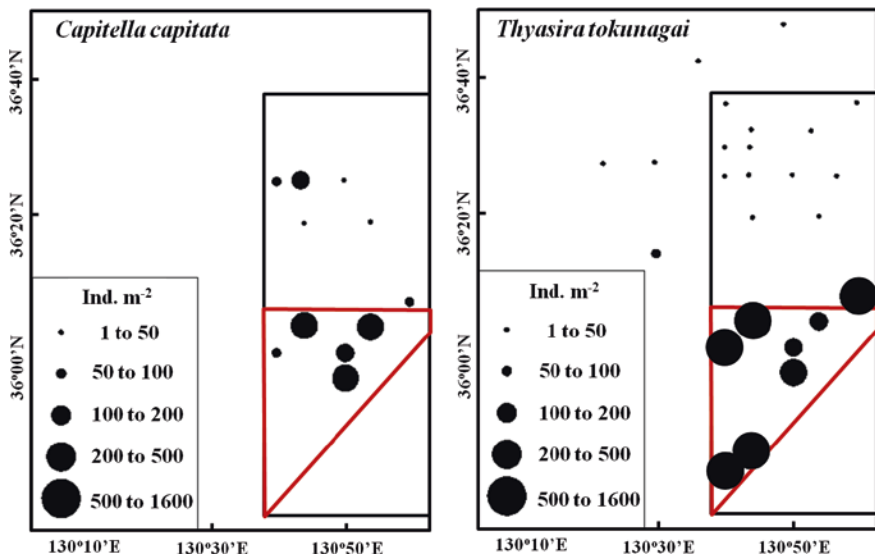 Capitella capitata
36°40'N
36°20'N
36°00'N
Ind. m-2
1 to 50
50 to 100
100 to 200
200 to 500
500 to 1600
130°10'E
130°30'E
130°50'E
Thyasira tokunagai
36°40'N
36°20'N
36°00'N
Ind. m-2
1 to 50
50 to 100
100 to 200
200 to 500
500 to 1600
130°10'E
130°30'E
130°50'E